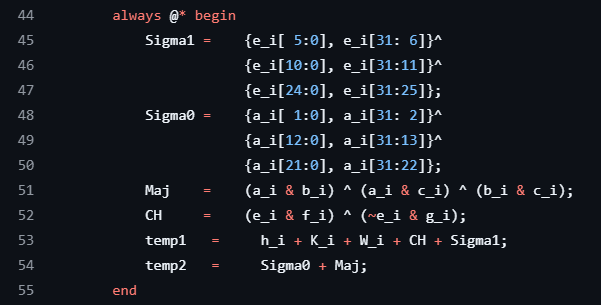 44 always @* begin
45 Sigma1 = {e_i[ 5:0], e_i[31: 6]}^
46 {e_i[10:0], e_i[31:11]}^
47 {e_i[24:0], e_i[31:25]};
48 Sigma0 = {a_i[ 1:0], a_i[31: 2]}^
49 {a_i[12:0], a_i[31:13]}^
50 {a_i[21:0], a_i[31:22]};
51 Maj = (a_i & b_i) ^ (a_i & c_i) ^ (b_i & c_i);
52 CH = (e_i & f_i) ^ (~e_i & g_i);
53 temp1 = h_i + K_i + W_i + CH + Sigma1;
54 temp2 = Sigma0 + Maj;
55 end